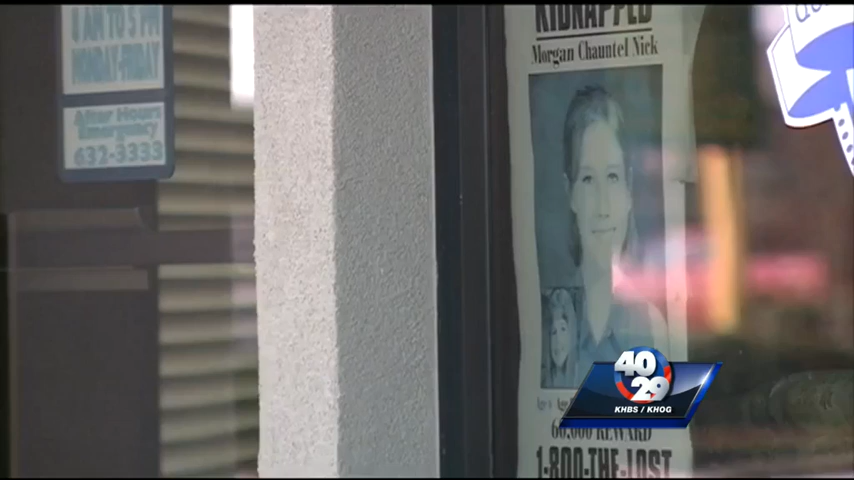 8 AM TO 5 PM
MONDAY-FRIDAY
After Hours
Emergency
632-3333
KIDNAPPED
Morgan Chauntel Nick
60,000 REWARD
1-800-THE-LOST
40
29
KHBS / KHOG